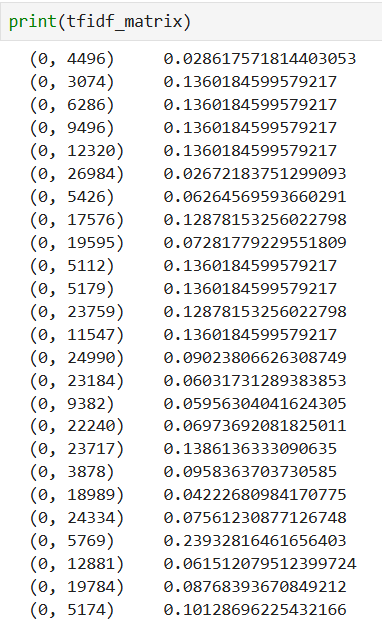 print(tfidf_matrix)
(0, 4496) 0.028617571814403053
(0, 3074) 0.1360184599579217
(0, 6286) 0.1360184599579217
(0, 9496) 0.1360184599579217
(0, 12320) 0.1360184599579217
(0, 26984) 0.02672183751299093
(0, 5426) 0.06264569593660291
(0, 17576) 0.12878153256022798
(0, 19595) 0.07281779229551809
(0, 5112) 0.1360184599579217
(0, 5179) 0.1360184599579217
(0, 23759) 0.12878153256022798
(0, 11547) 0.1360184599579217
(0, 24990) 0.09023806626308749
(0, 23184) 0.06031731289383853
(0, 9382) 0.05956304041624305
(0, 22240) 0.06973692081825011
(0, 23717) 0.1386136333090635
(0, 3878) 0.0958363703730585
(0, 18989) 0.04222680984170775
(0, 24334) 0.07561230877126748
(0, 5769) 0.23932816461656403
(0, 12881) 0.061512079512399724
(0, 19784) 0.08768393670849212
(0, 5174) 0.10128696225432166